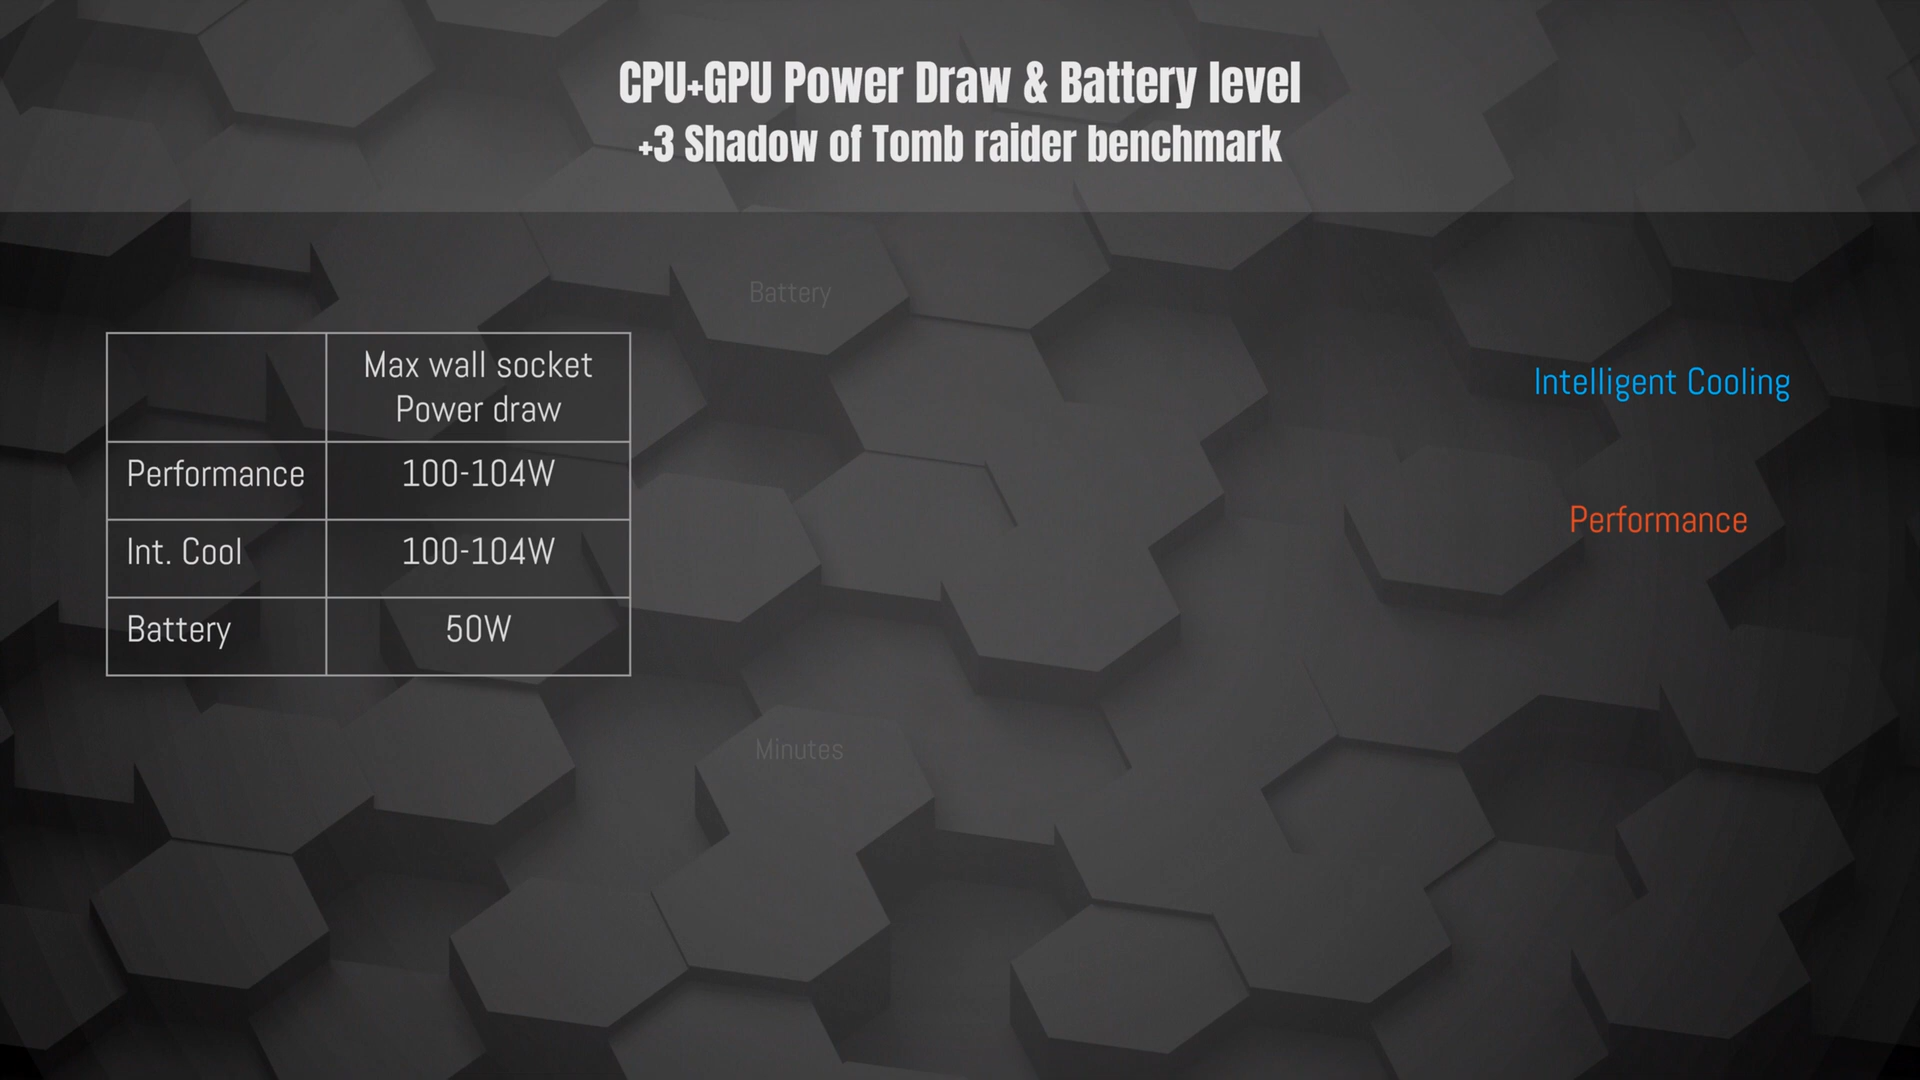 CPU+GPU Power Draw & Battery level
+3 Shadow of Tomb raider benchmark
Battery
Max wall socket
Power draw
Performance 100-104W
Int. Cool 100-104W
Battery 50W
Intelligent Cooling
Performance
Minutes